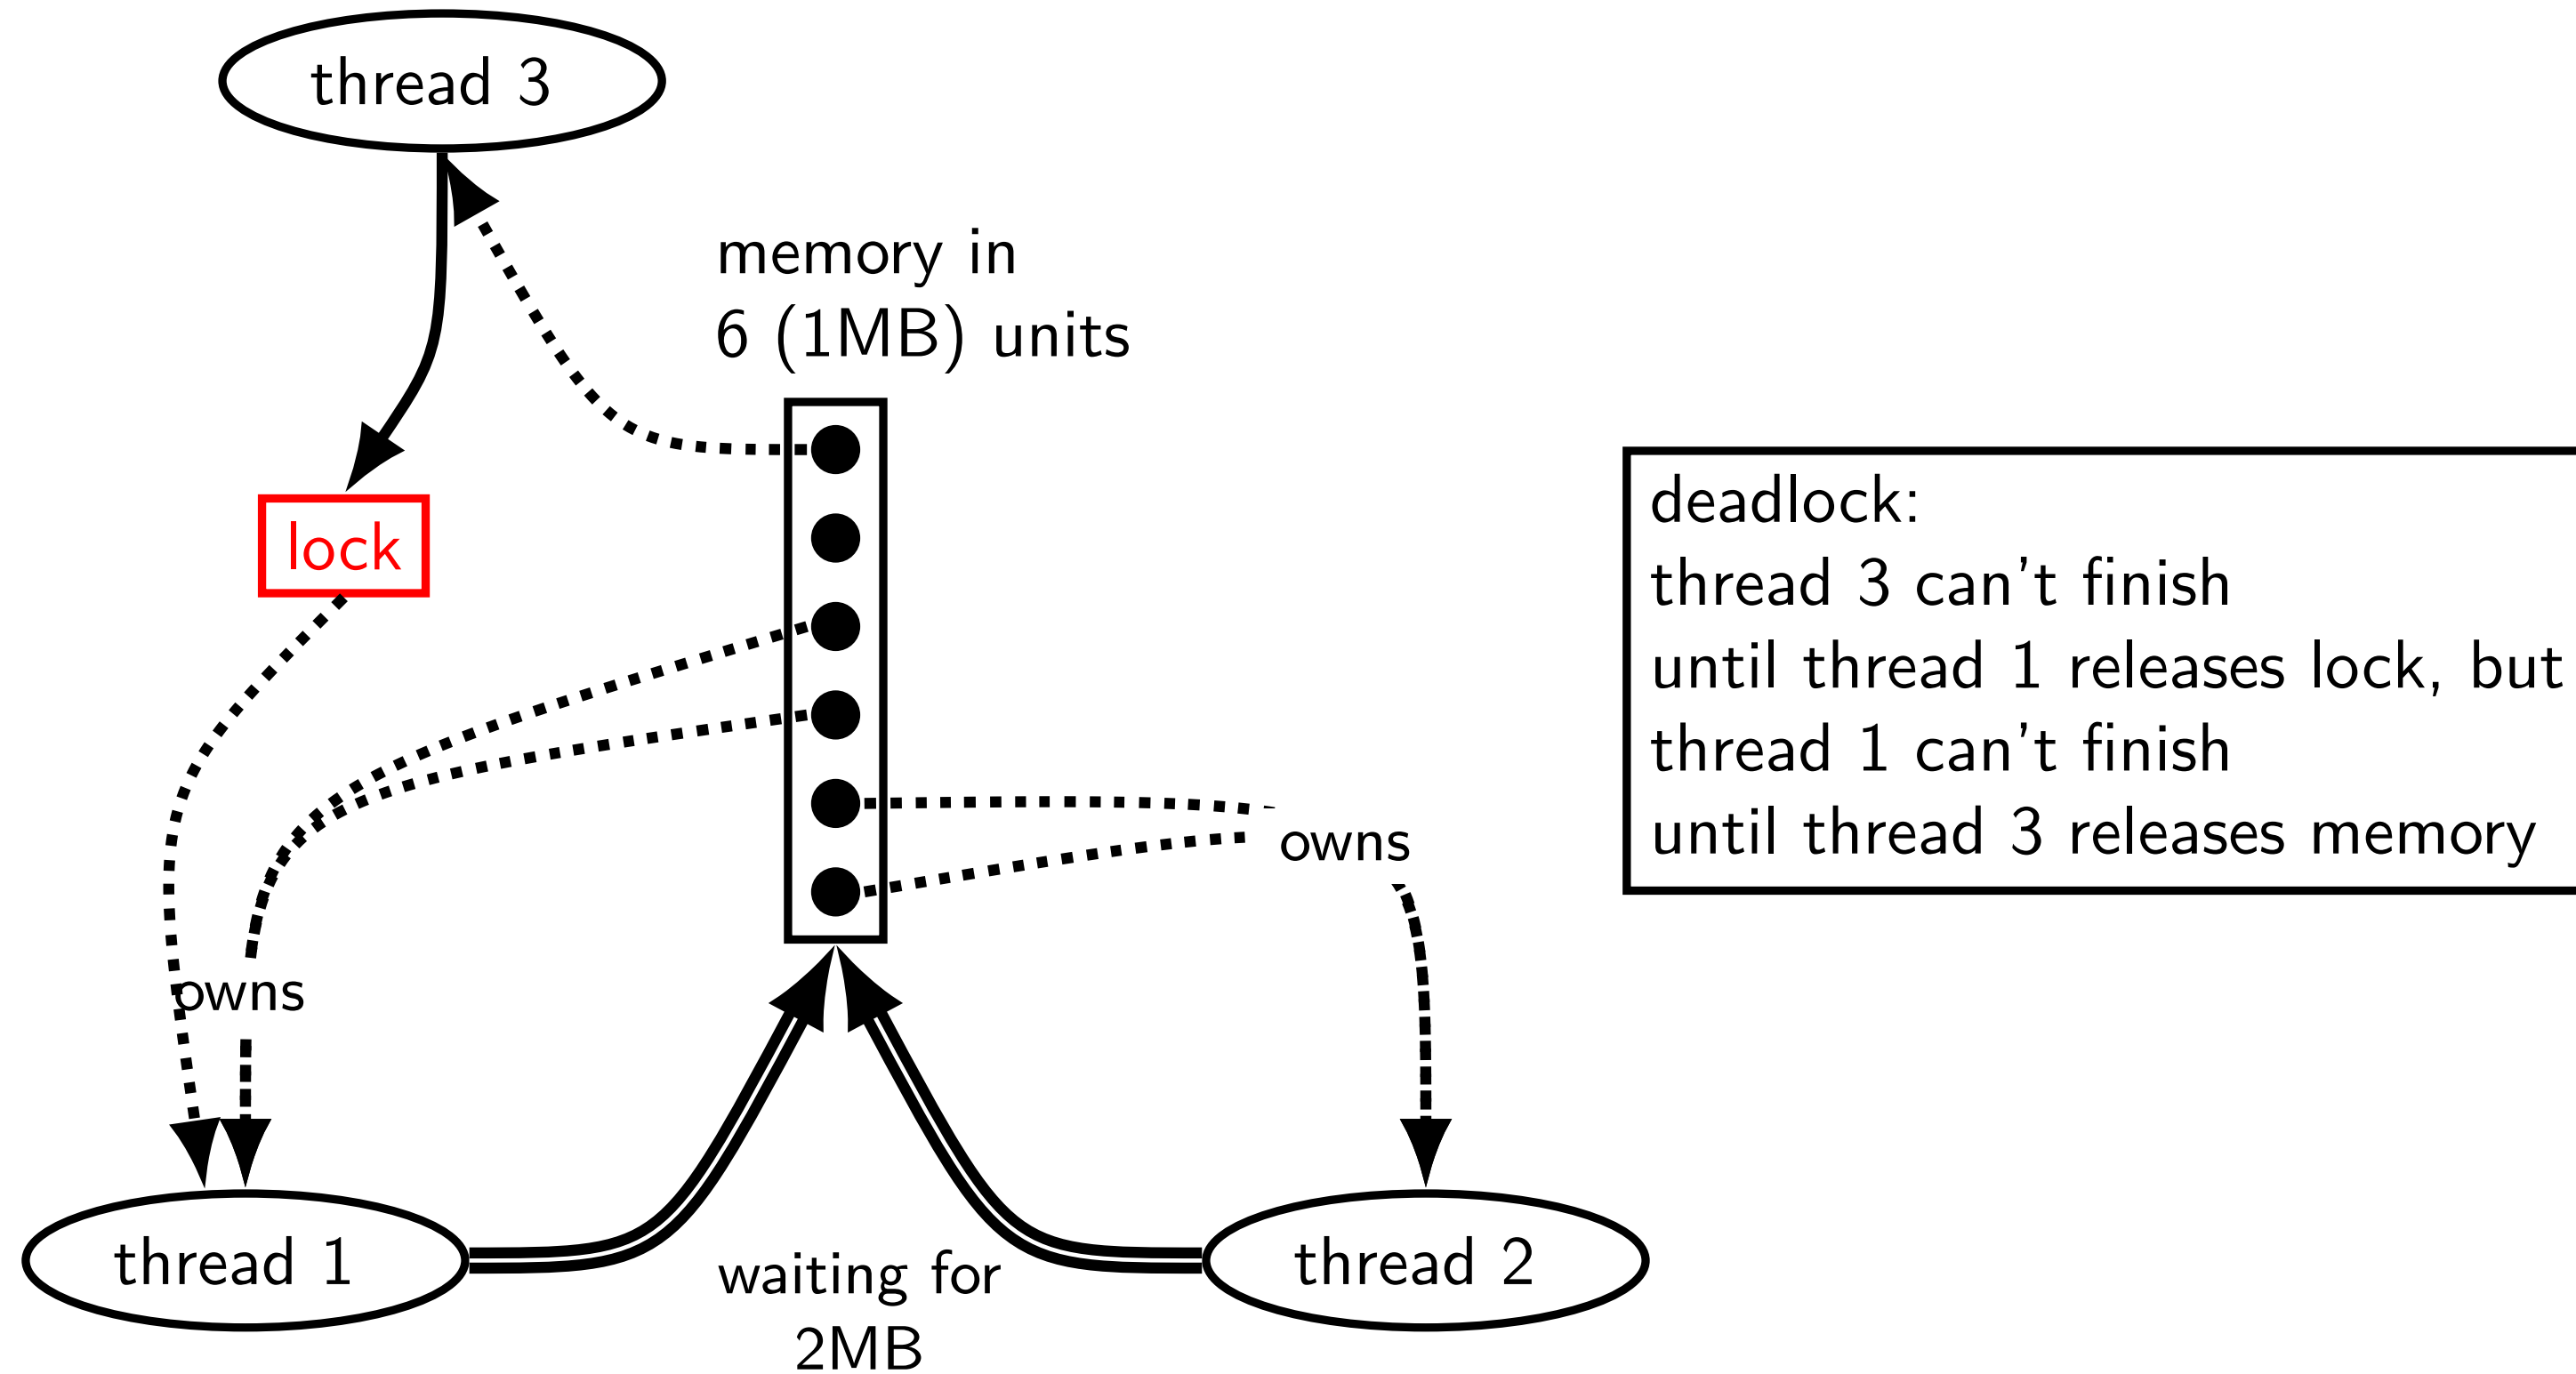 thread 3
memory in
6 (1MB) units
lock
deadlock:
thread 3 can't finish
until thread 1 releases lock, but
thread 1 can't finish
until thread 3 releases memory
owns
owns
thread 1
waiting for
2MB
thread 2